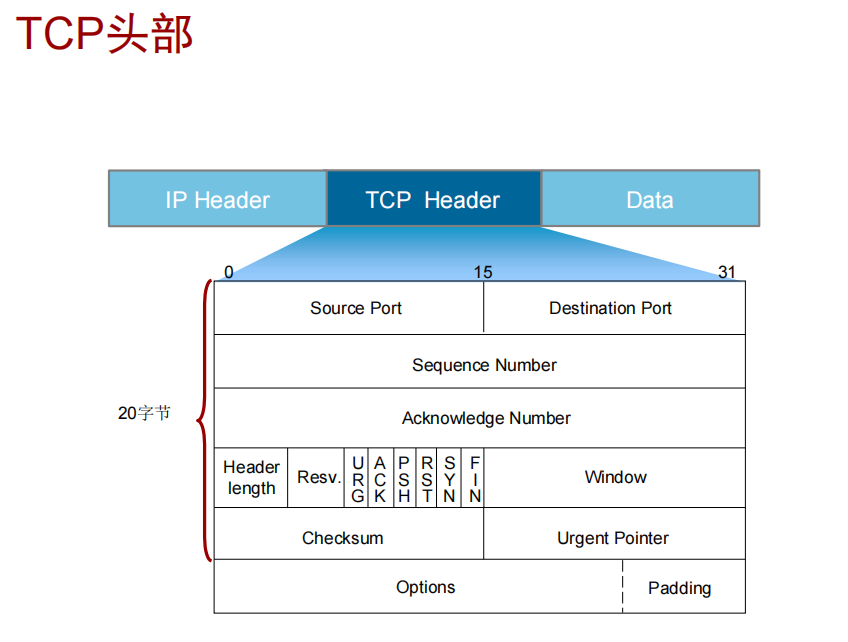 TCP头部
IP Header TCP Header Data
0 15 31
Source Port Destination Port
Sequence Number
20字节
Acknowledge Number
Header length Resv. URG ACK PSH RST SYN FIN Window
Checksum Urgent Pointer
Options Padding